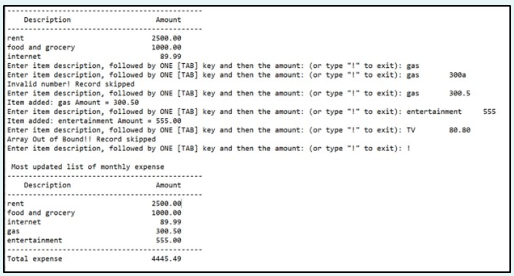 ------------------------------------------
Description Amount
------------------------------------------
rent 2500.00
food and grocery 1000.00
internet 89.99
Enter item description, followed by ONE [TAB] key and then the amount: (or type "!" to exit): gas
Enter item description, followed by ONE [TAB] key and then the amount: (or type "!" to exit): gas 300a
Invalid number! Record skipped
Enter item description, followed by ONE [TAB] key and then the amount: (or type "!" to exit): gas 300.5
Item added: gas Amount = 300.50
Enter item description, followed by ONE [TAB] key and then the amount: (or type "!" to exit): entertainment 555
Item added: entertainment Amount = 555.00
Enter item description, followed by ONE [TAB] key and then the amount: (or type "!" to exit): TV 80.80
Array Out of Bound!! Record skipped
Enter item description, followed by ONE [TAB] key and then the amount: (or type "!" to exit): !
Most updated list of monthly expense
------------------------------------------
Description Amount
------------------------------------------
rent 2500.00
food and grocery 1000.00
internet 89.99
gas 300.50
entertainment 555.00
------------------------------------------
Total expense 4445.49